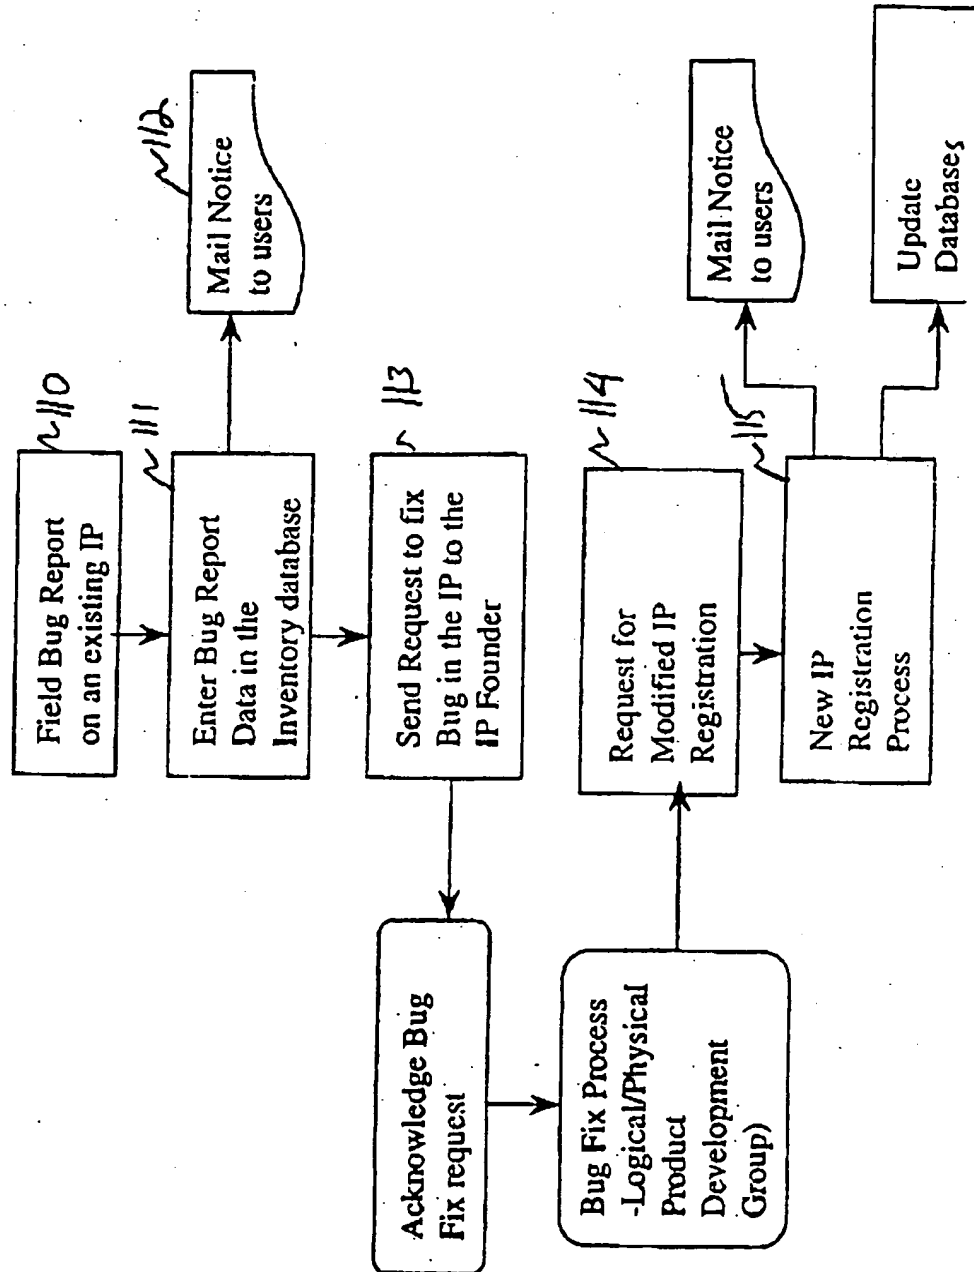 Field Bug Report
on an existing IP
110
Enter Bug Report
Data in the
Inventory database
111
Mail Notice
to users
112
Send Request to fix
Bug in the IP to the
IP Founder
113
Acknowledge Bug
Fix request
Bug Fix Process
-Logical/Physical
Product
Development
Group)
Request for
Modified IP
Registration
114
New IP
Registration
Process
115
Mail Notice
to users
Update
Databases